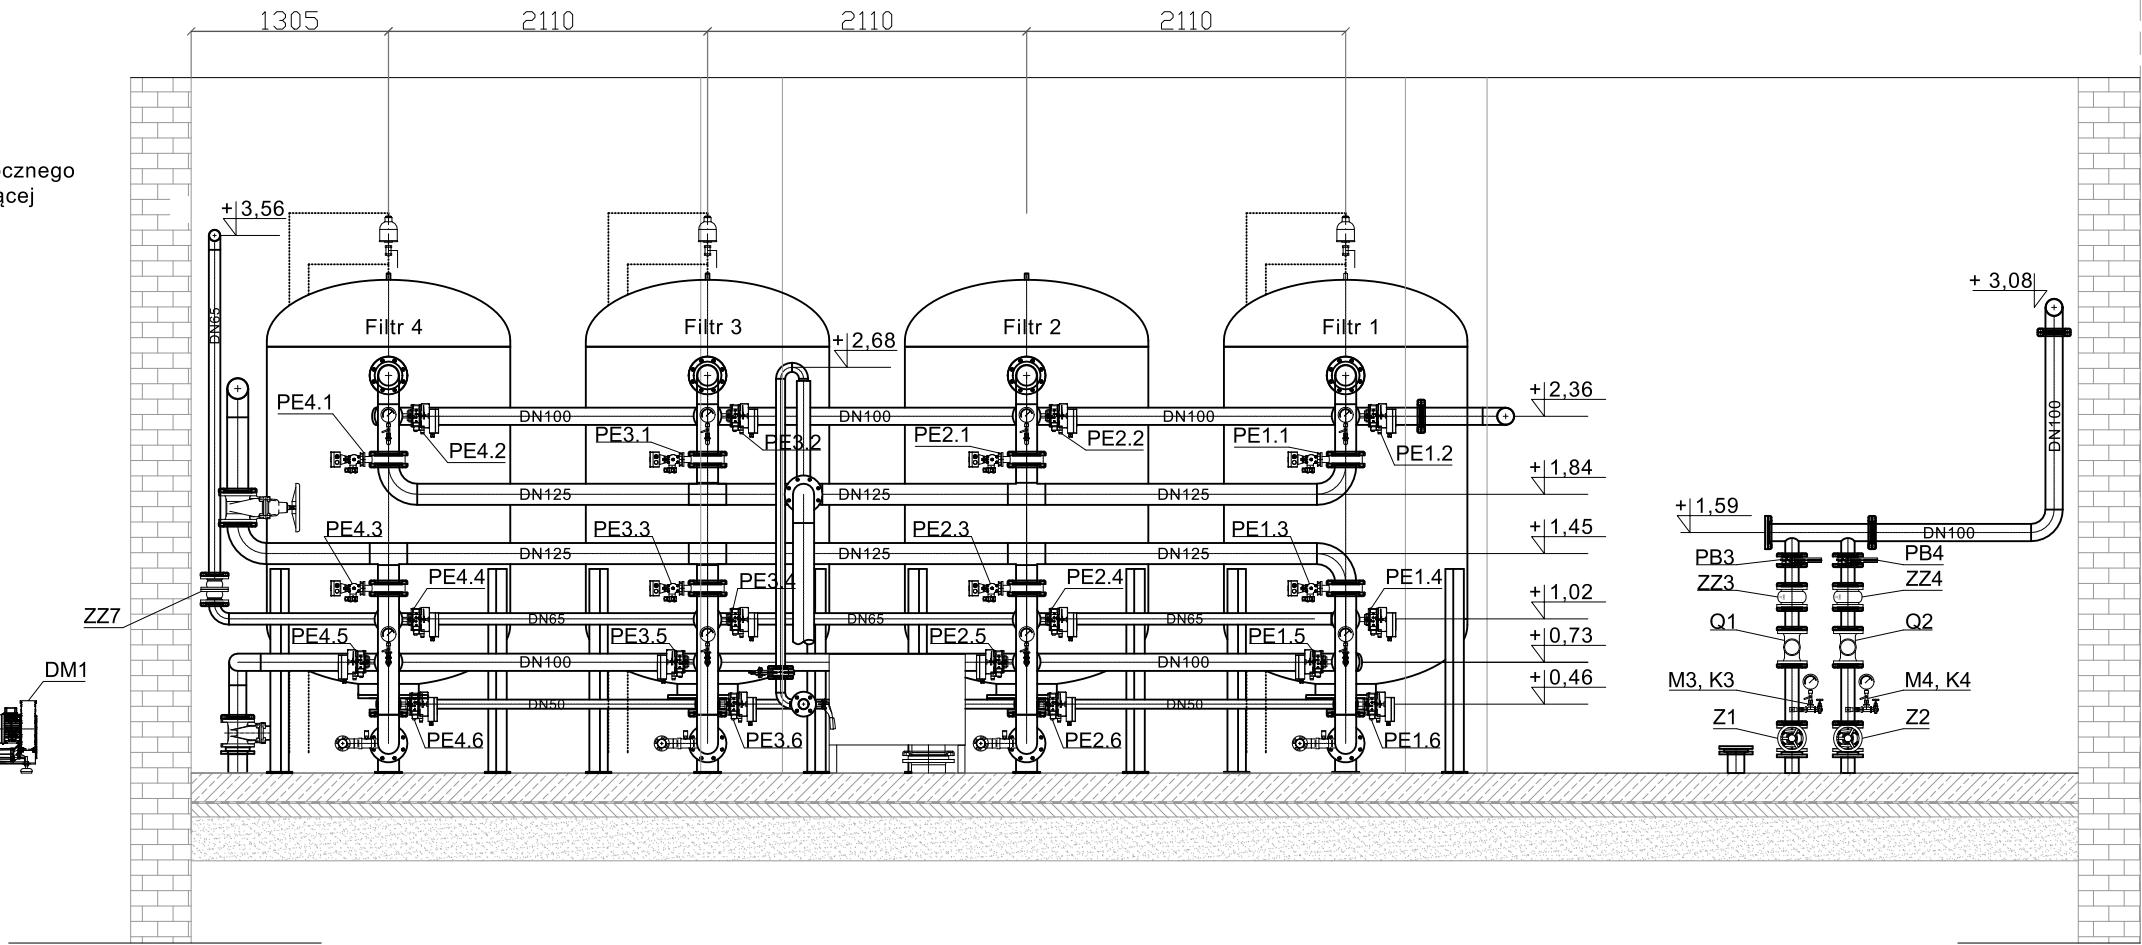 1305
2110
2110
2110
ocznego
ącej
+ 3,56
+ 3,08
DN65
Filtr 4
Filtr 3
Filtr 2
Filtr 1
+ 2,68
+ 2,36
PE4.1
DN100
DN100
DN100
PE4.2
PE3.1
PE3.2
PE2.1
PE2.2
PE1.1
PE1.2
DN100
+ 1,84
DN125
DN125
DN125
+ 1,59
PE4.3
PE3.3
PE2.3
PE1.3
+ 1,45
DN100
DN125
DN125
DN125
PB3
PB4
PE4.4
PE3.4
PE2.4
PE1.4
ZZ3
ZZ4
+ 1,02
ZZ7
DN65
DN65
DN65
Q1
Q2
PE4.5
PE3.5
PE2.5
PE1.5
+ 0,73
DN100
DN100
DM1
+ 0,46
M3, K3
M4, K4
DN50
DN50
Z1
Z2
PE4.6
PE3.6
PE2.6
PE1.6